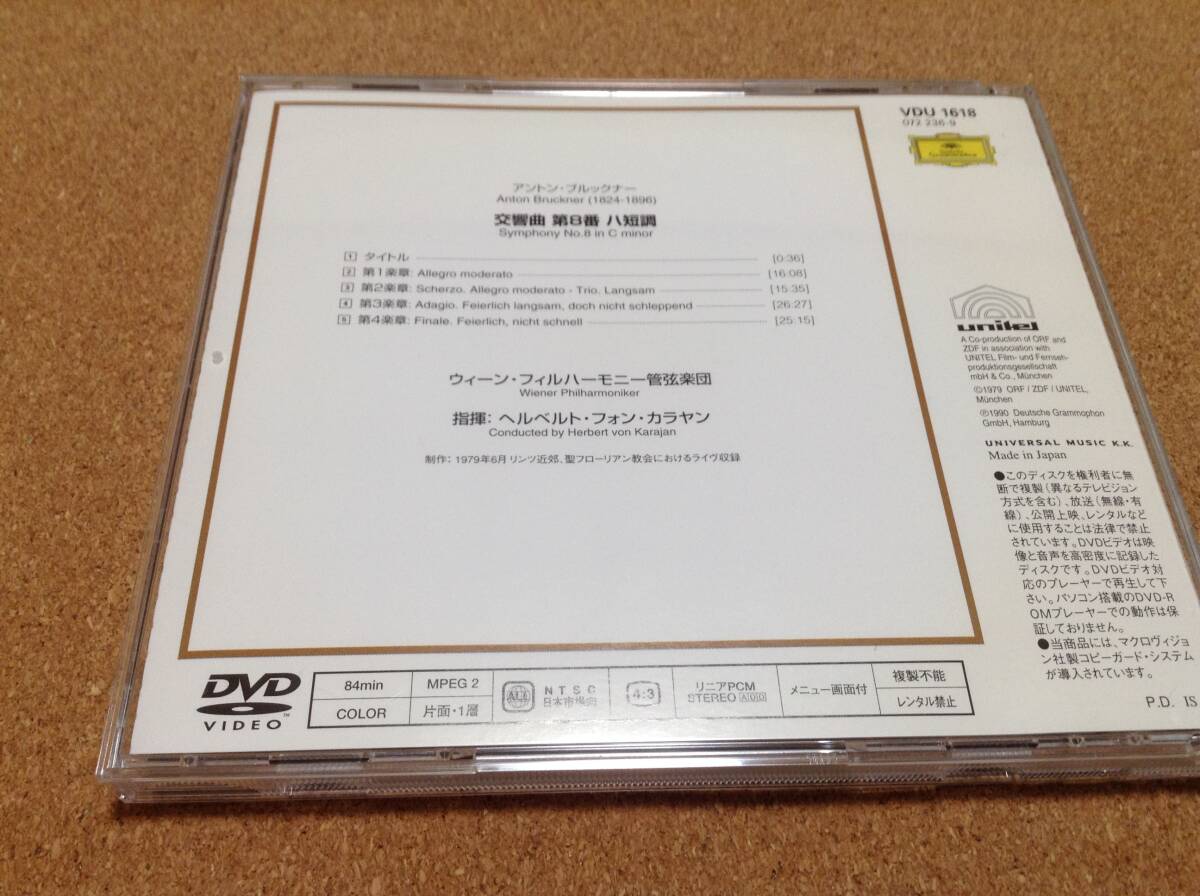 VDU 1618
072 236-9
Deutsche Grammophon
アントン・ブルックナー
Anton Bruckner (1824-1896)
交響曲 第8番 ハ短調
Symphony No.8 in C minor
1 タイトル [0:36]
2 第1楽章: Allegro moderato [16:08]
3 第2楽章: Scherzo. Allegro moderato - Trio. Langsam [15:35]
4 第3楽章: Adagio. Feierlich langsam, doch nicht schleppend [26:27]
5 第4楽章: Finale. Feierlich, nicht schnell [25:15]
ウィーン・フィルハーモニー管弦楽団
Wiener Philharmoniker
指揮: ヘルベルト・フォン・カラヤン
Conducted by Herbert von Karajan
制作: 1979年6月 リンツ近郊、聖フローリアン教会におけるライヴ収録
unitel
A Co-production of ORF and
ZDF in association with
UNITEL Film- und Fernseh-
produktionsgesellschaft
mbH & Co., München
©1979 ORF / ZDF / UNITEL,
München
℗1990 Deutsche Grammophon
GmbH, Hamburg
UNIVERSAL MUSIC K.K.
Made in Japan
●このディスクを権利者に無
断で複製(異なるテレビジョン
方式を含む)、放送(無線・有
線)、公開上映、レンタルなど
に使用することは法律で禁止
されています。DVDビデオは映
像と音声を高密度に記録した
ディスクです。DVDビデオ対
応のプレーヤーで再生して下
さい。パソコン搭載のDVD-R
OMプレーヤーでの動作は保
証しておりません。
●当商品には、マクロヴィジョ
ン社製コピーガード・システム
が導入されています。
P.D. IS
DVD
VIDEO
84min
COLOR
MPEG 2
片面・1層
ALL
NTSC
日本市場向
4:3
リニアPCM
STEREO ADD
メニュー画面付
複製不能
レンタル禁止